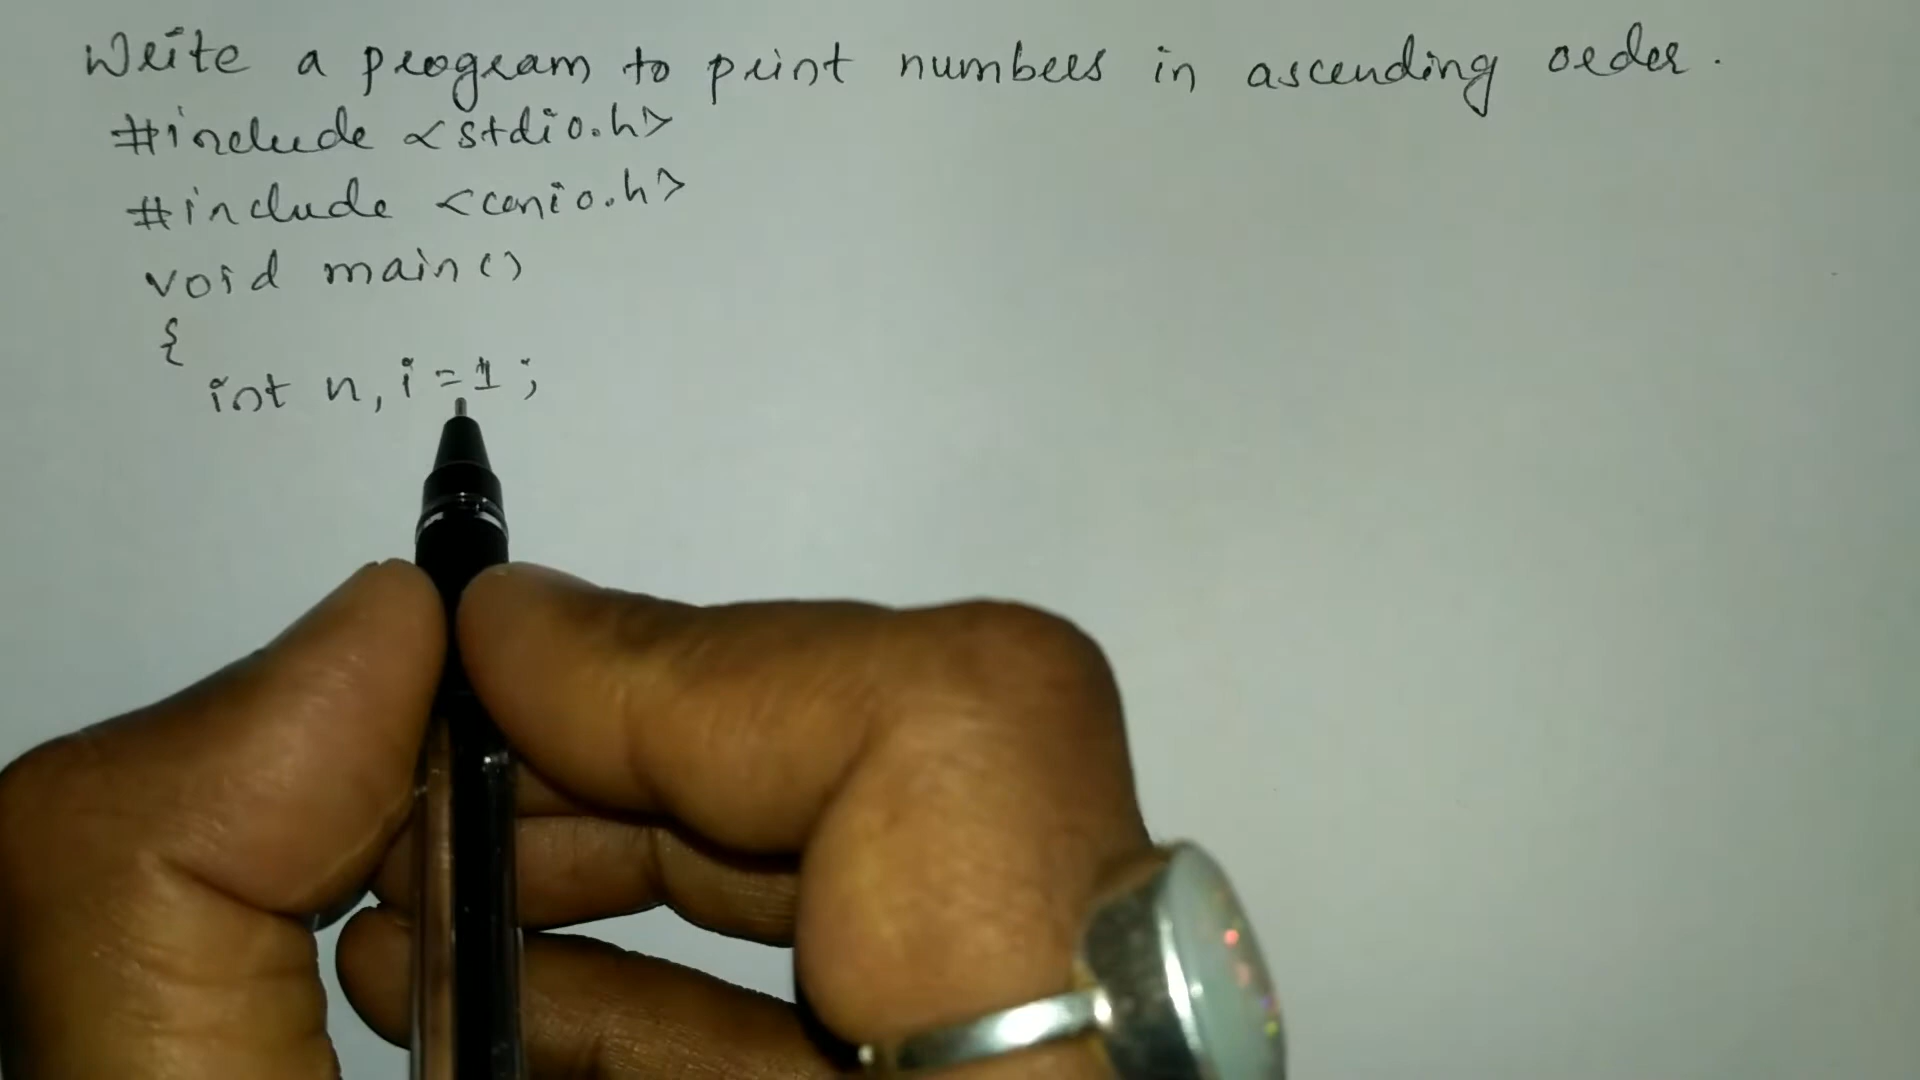 Write a program to print numbers in ascending order.
#include <stdio.h>
#include <conio.h>
void main()
{
int n, i = 1;